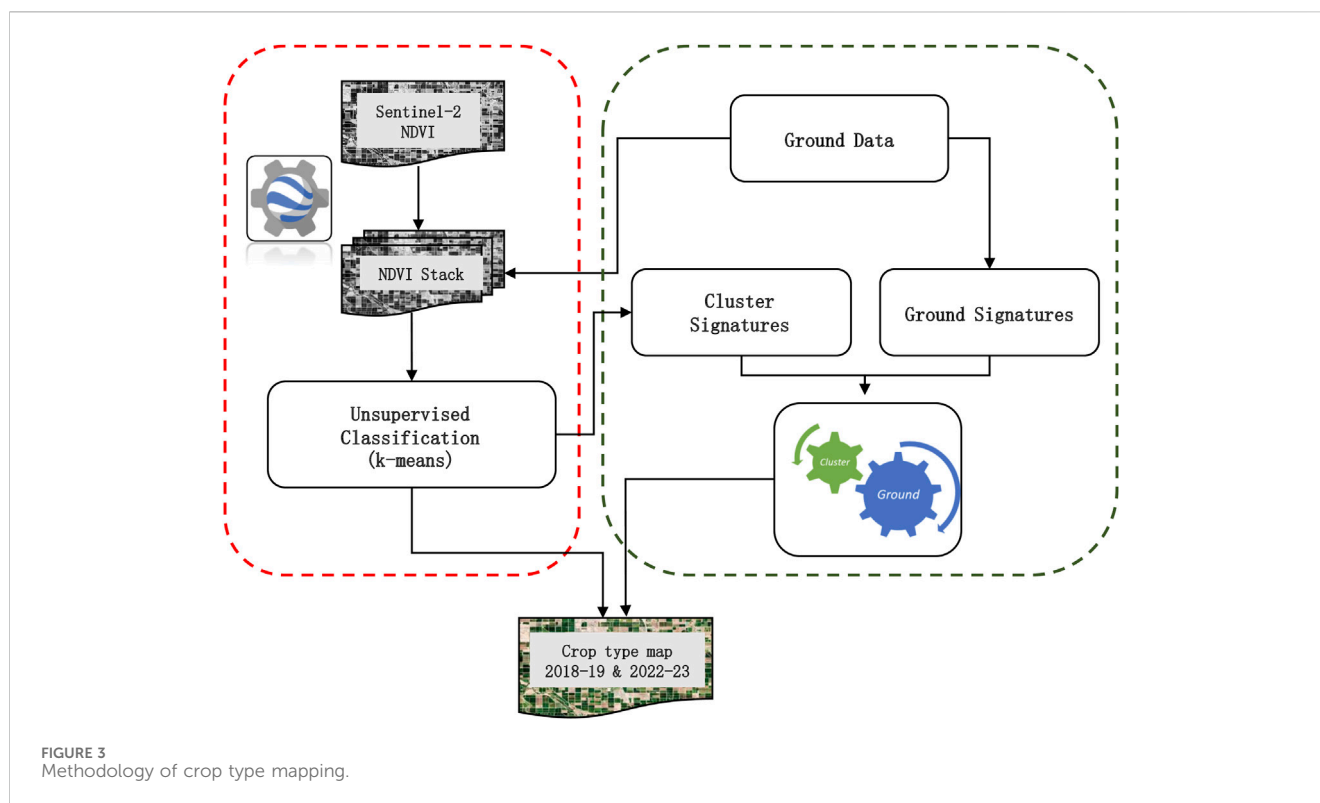 Sentinel-2
NDVI
Ground Data
NDVI Stack
Cluster
Signatures
Ground Signatures
Unsupervised
Classification
(k-means)
Cluster
Ground
Crop type map
2018-19 & 2022-23
FIGURE 3
Methodology of crop type mapping.